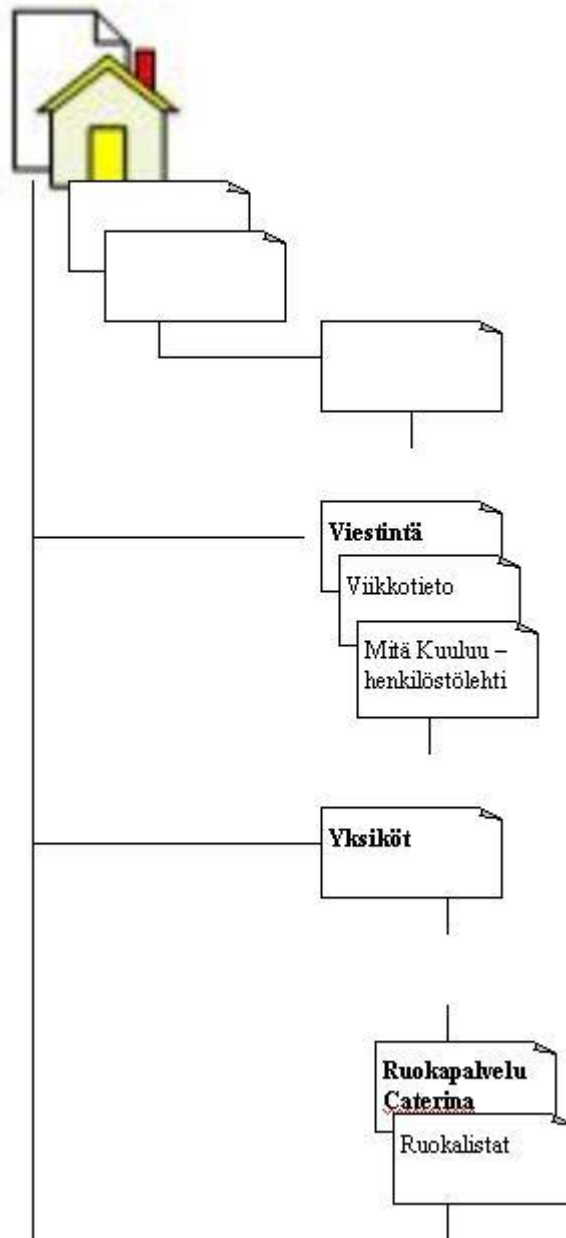 Viestintä
Viikkotieto
Mitä Kuuluu –
henkilöstölehti
Yksiköt
Ruokapalvelu
Caterina
Ruokalistat